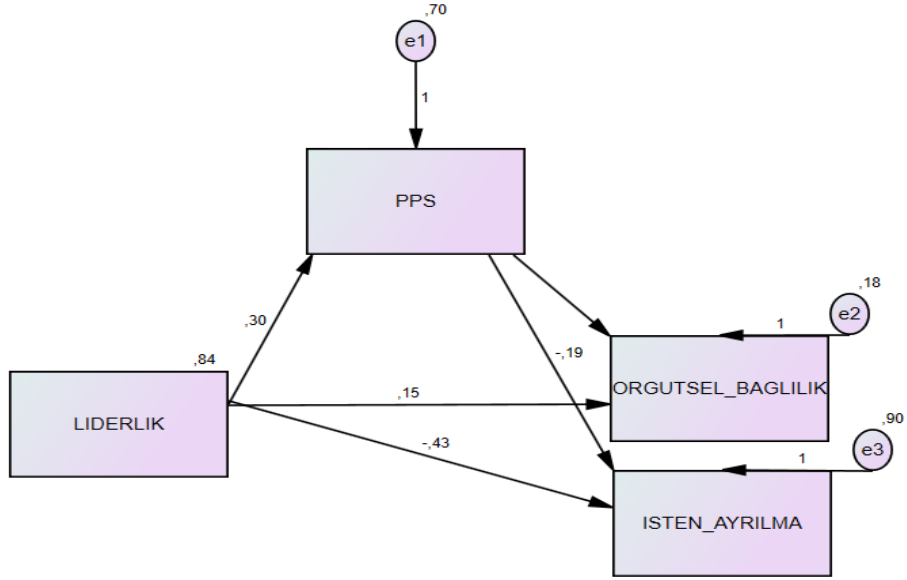 ,70
e1
1
PPS
,30
,18
e2
1
-,19
,84
ORGUTSEL_BAGLILIK
,15
LIDERLIK
,90
-,43
e3
1
ISTEN_AYRILMA